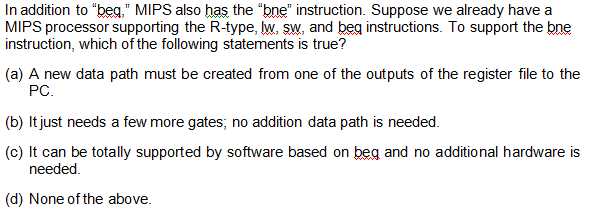 In addition to "beq," MIPS also has the "bne" instruction. Suppose we already have a
MIPS processor supporting the R-type, lw, sw, and beq instructions. To support the bne
instruction, which of the following statements is true?
(a) A new data path must be created from one of the outputs of the register file to the
PC.
(b) It just needs a few more gates; no addition data path is needed.
(c) It can be totally supported by software based on beq and no additional hardware is
needed.
(d) None of the above.